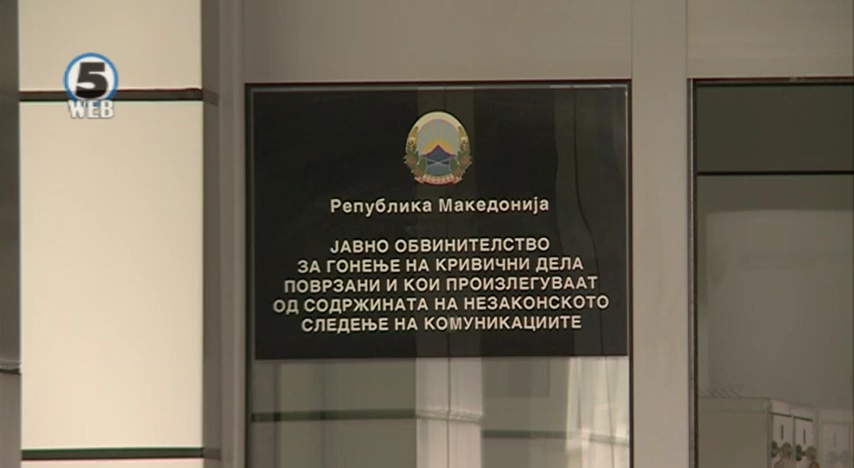 5
WEB
Република Македонија
ЈАВНО ОБВИНИТЕЛСТВО
ЗА ГОНЕЊЕ НА КРИВИЧНИ ДЕЛА
ПОВРЗАНИ И КОИ ПРОИЗЛЕГУВААТ
ОД СОДРЖИНАТА НА НЕЗАКОНСКОТО
СЛЕДЕЊЕ НА КОМУНИКАЦИИТЕ